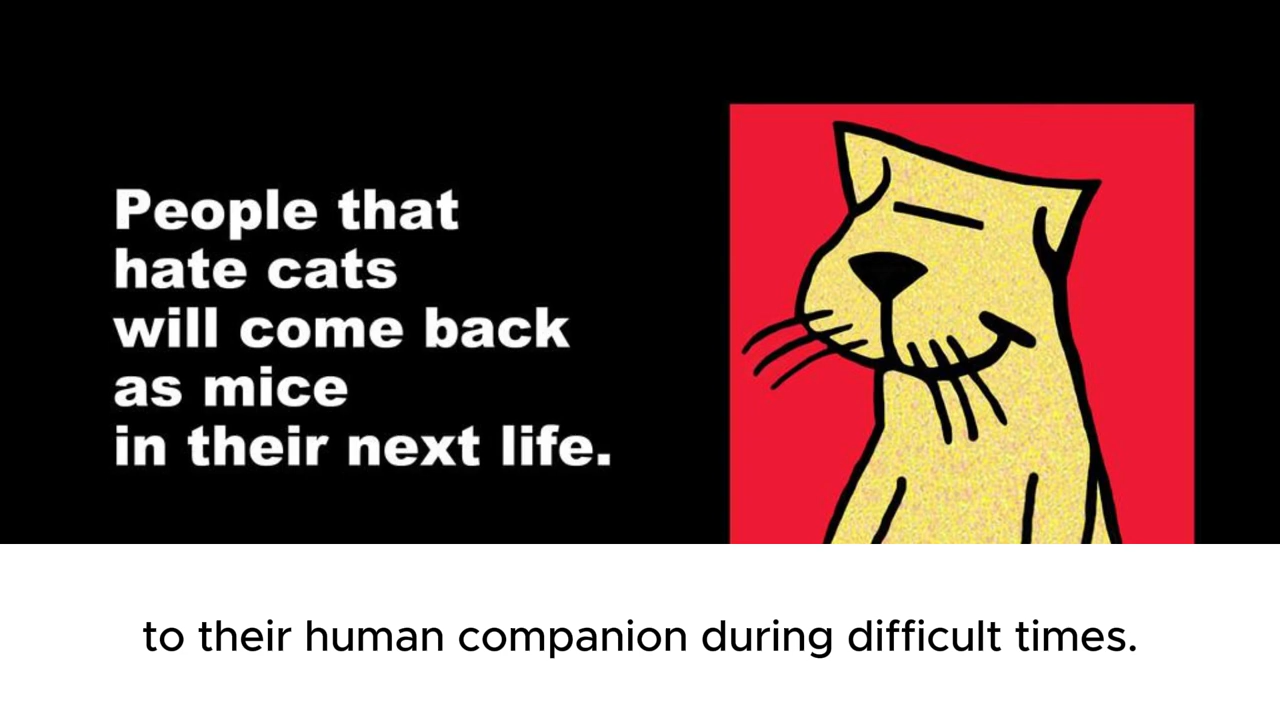 People that
hate cats
will come back
as mice
in their next life.
to their human companion during difficult times.